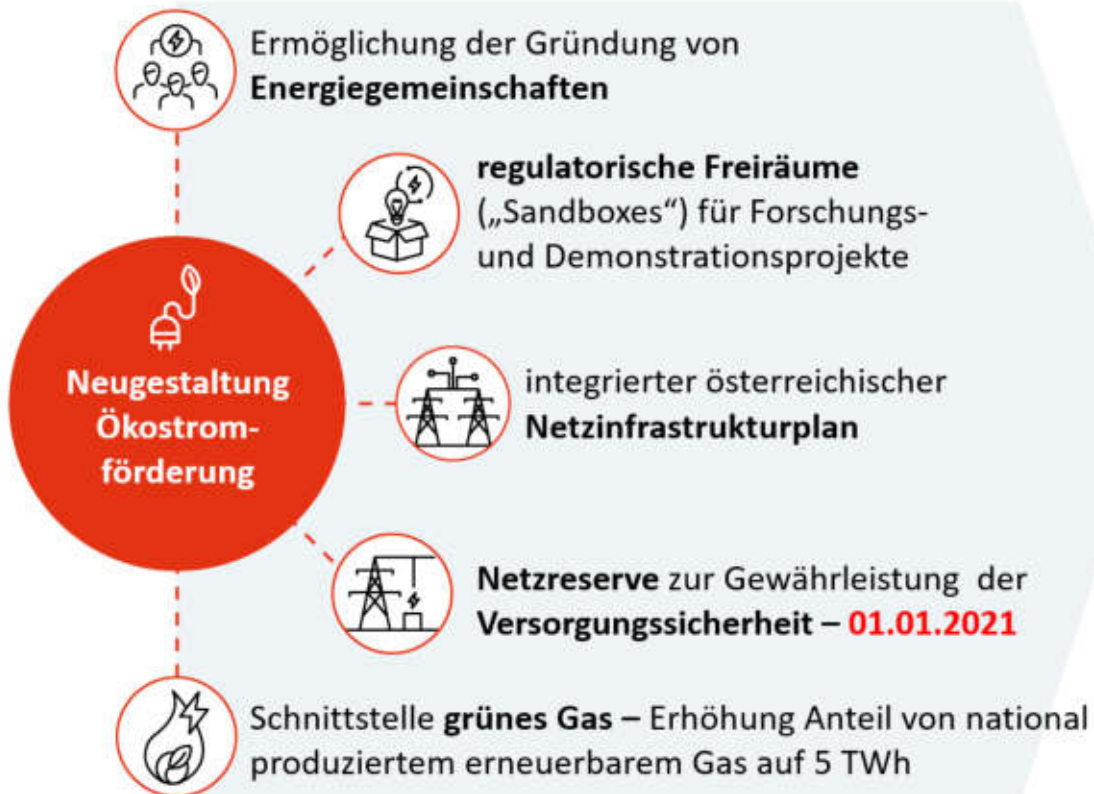 Ermöglichung der Gründung von
Energiegemeinschaften
regulatorische Freiräume
(„Sandboxes“) für Forschungs-
und Demonstrationsprojekte
Neugestaltung
Ökostrom-
förderung
integrierter österreichischer
Netzinfrastrukturplan
Netzreserve zur Gewährleistung der
Versorgungssicherheit – 01.01.2021
Schnittstelle grünes Gas – Erhöhung Anteil von national
produziertem erneuerbarem Gas auf 5 TWh